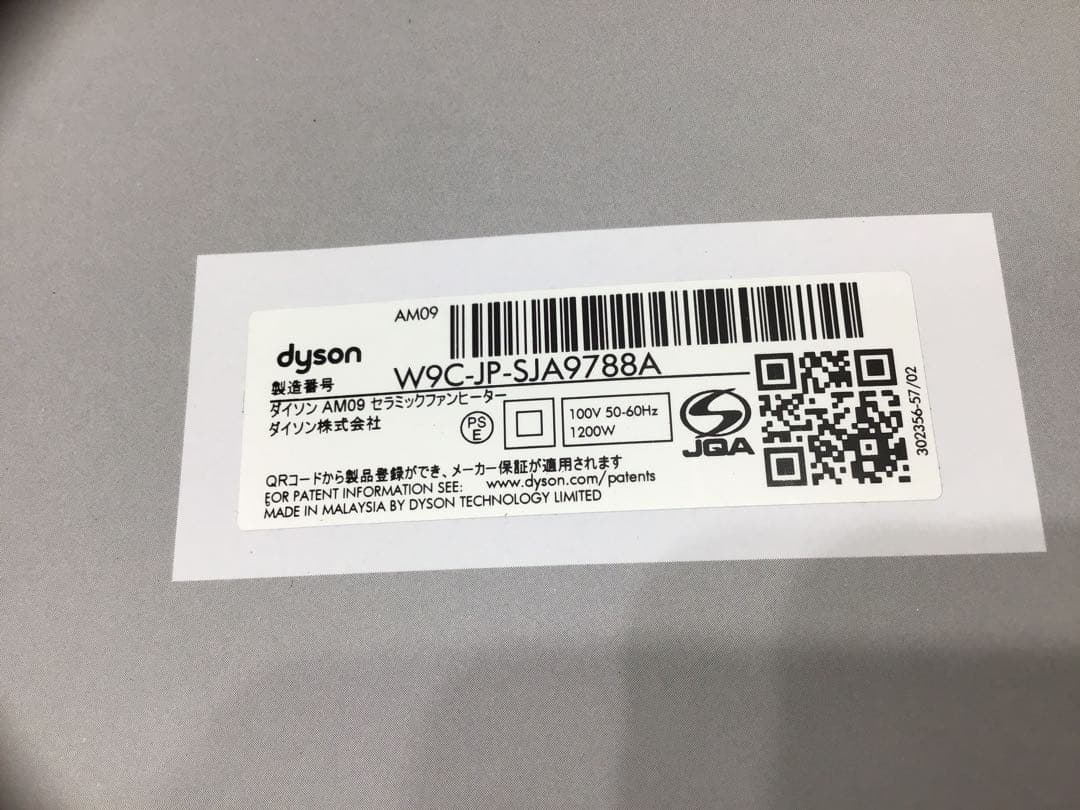 AM09
dyson
製造番号 W9C-JP-SJA9788A
ダイソン AM09 セラミックファンヒーター
ダイソン株式会社
PS
E
100V 50-60Hz
1200W
JQA
302356-57/02
QRコードから製品登録ができ、メーカー保証が適用されます
FOR PATENT INFORMATION SEE: www.dyson.com/patents
MADE IN MALAYSIA BY DYSON TECHNOLOGY LIMITED